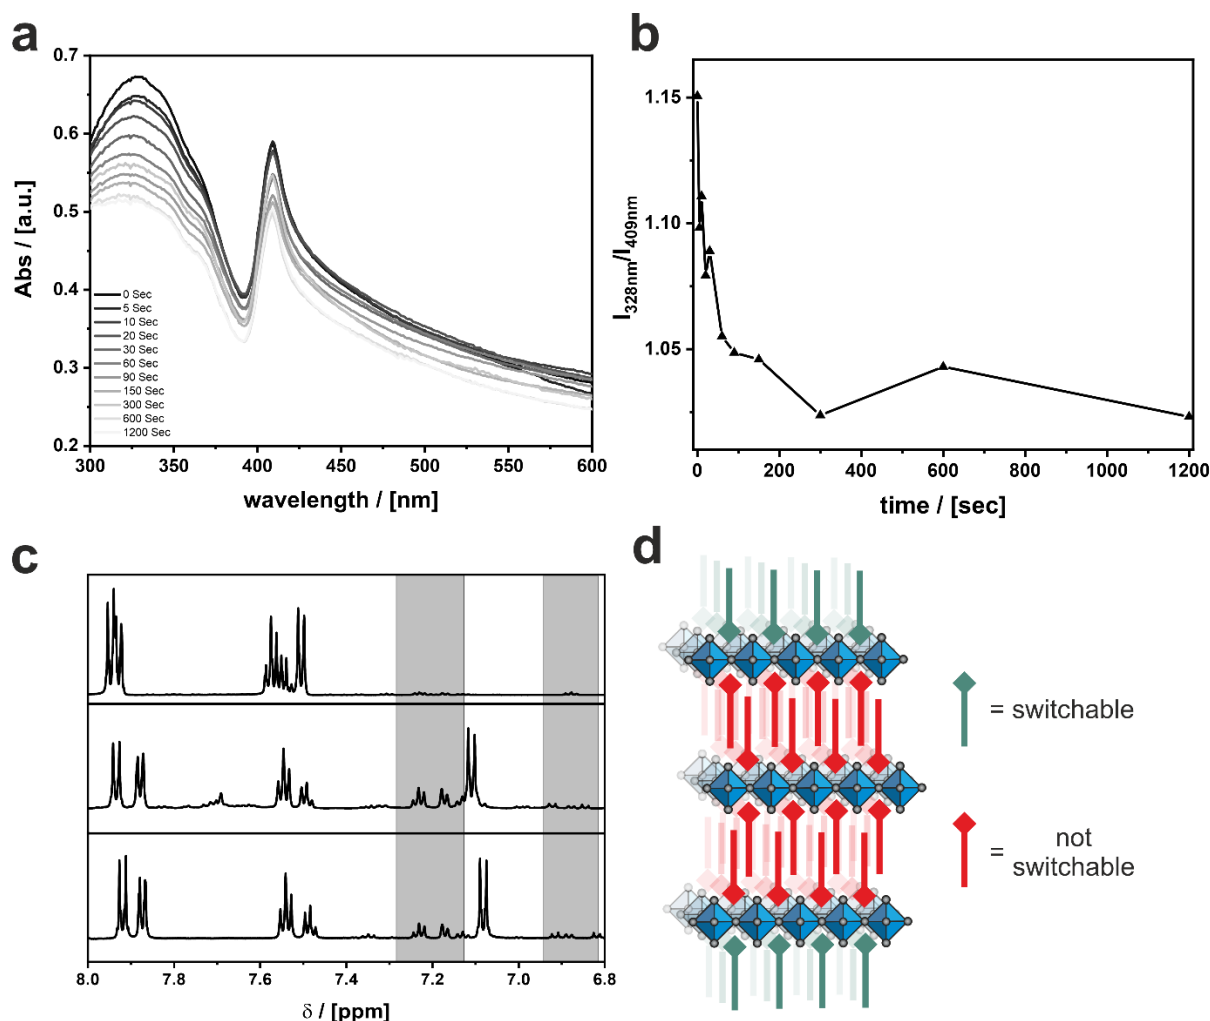 a
0.7
0.6
0.5
0.4
0.3
0.2
Abs / [a.u.]
0 Sec
5 Sec
10 Sec
20 Sec
30 Sec
60 Sec
90 Sec
150 Sec
300 Sec
600 Sec
1200 Sec
300 350 400 450 500 550 600
wavelength / [nm]
b
1.15
1.10
1.05
I328nm/I409nm
0 200 400 600 800 1000 1200
time / [sec]
c
8.0 7.8 7.6 7.4 7.2 7.0 6.8
δ / [ppm]
d
= switchable
= not
switchable